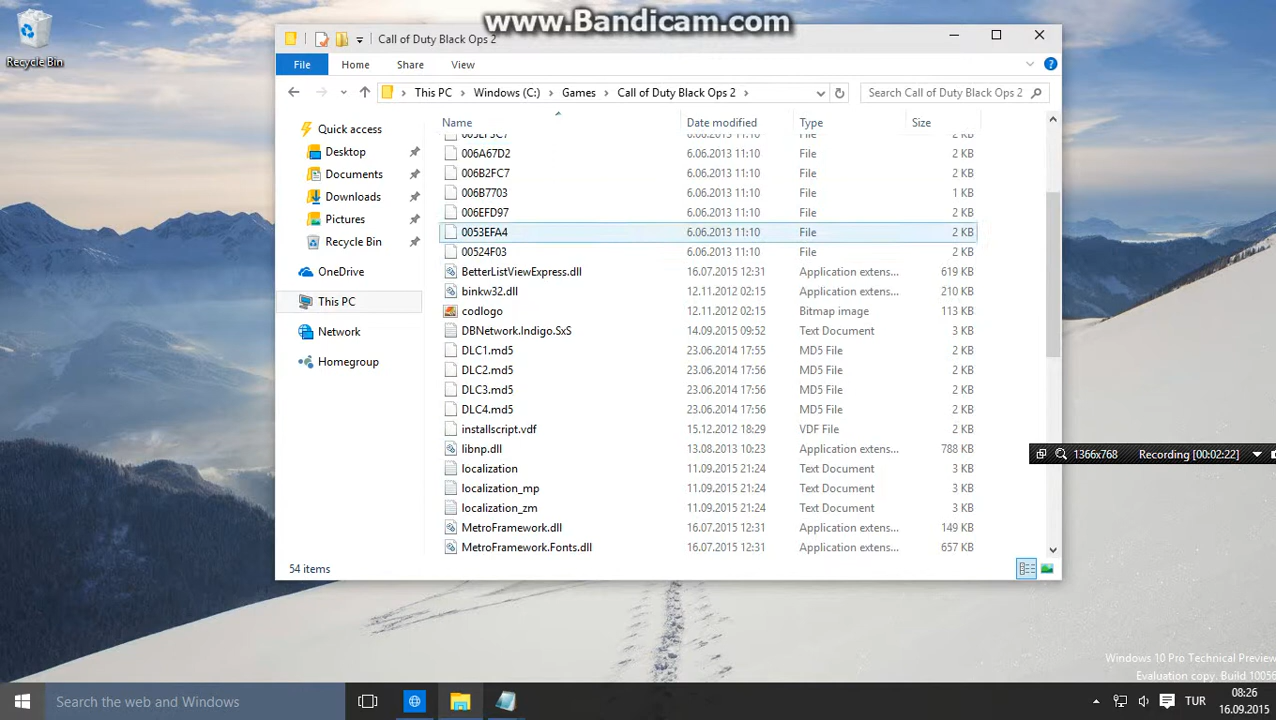 www.Bandicam.com
Recycle Bin
Call of Duty Black Ops 2
File Home Share View
This PC Windows (C:) Games Call of Duty Black Ops 2 Search Call of Duty Black Ops 2
Name Date modified Type Size
Quick access
Desktop
Documents
Downloads
Pictures
Recycle Bin
OneDrive
This PC
Network
Homegroup
006A67D2 6.06.2013 11:10 File 2 KB
006B2FC7 6.06.2013 11:10 File 2 KB
006B7703 6.06.2013 11:10 File 1 KB
006EFD97 6.06.2013 11:10 File 2 KB
0053EFA4 6.06.2013 11:10 File 2 KB
00524F03 6.06.2013 11:10 File 2 KB
BetterListViewExpress.dll 16.07.2015 12:31 Application extens... 619 KB
binkw32.dll 12.11.2012 02:15 Application extens... 210 KB
codlogo 12.11.2012 02:15 Bitmap image 113 KB
DBNetwork.Indigo.SxS 14.09.2015 09:52 Text Document 3 KB
DLC1.md5 23.06.2014 17:55 MD5 File 2 KB
DLC2.md5 23.06.2014 17:56 MD5 File 2 KB
DLC3.md5 23.06.2014 17:56 MD5 File 2 KB
DLC4.md5 23.06.2014 17:56 MD5 File 2 KB
installscript.vdf 15.12.2012 18:29 VDF File 2 KB
libnp.dll 13.08.2013 10:23 Application extens... 788 KB
localization 11.09.2015 21:24 Text Document 3 KB
localization_mp 11.09.2015 21:24 Text Document 3 KB
localization_zm 11.09.2015 21:24 Text Document 3 KB
MetroFramework.dll 16.07.2015 12:31 Application extens... 149 KB
MetroFramework.Fonts.dll 16.07.2015 12:31 Application extens... 657 KB
54 items
1366x768 Recording [00:02:22]
Windows 10 Pro Technical Preview
Evaluation copy. Build 10056
Search the web and Windows
TUR
08:26
16.09.2015